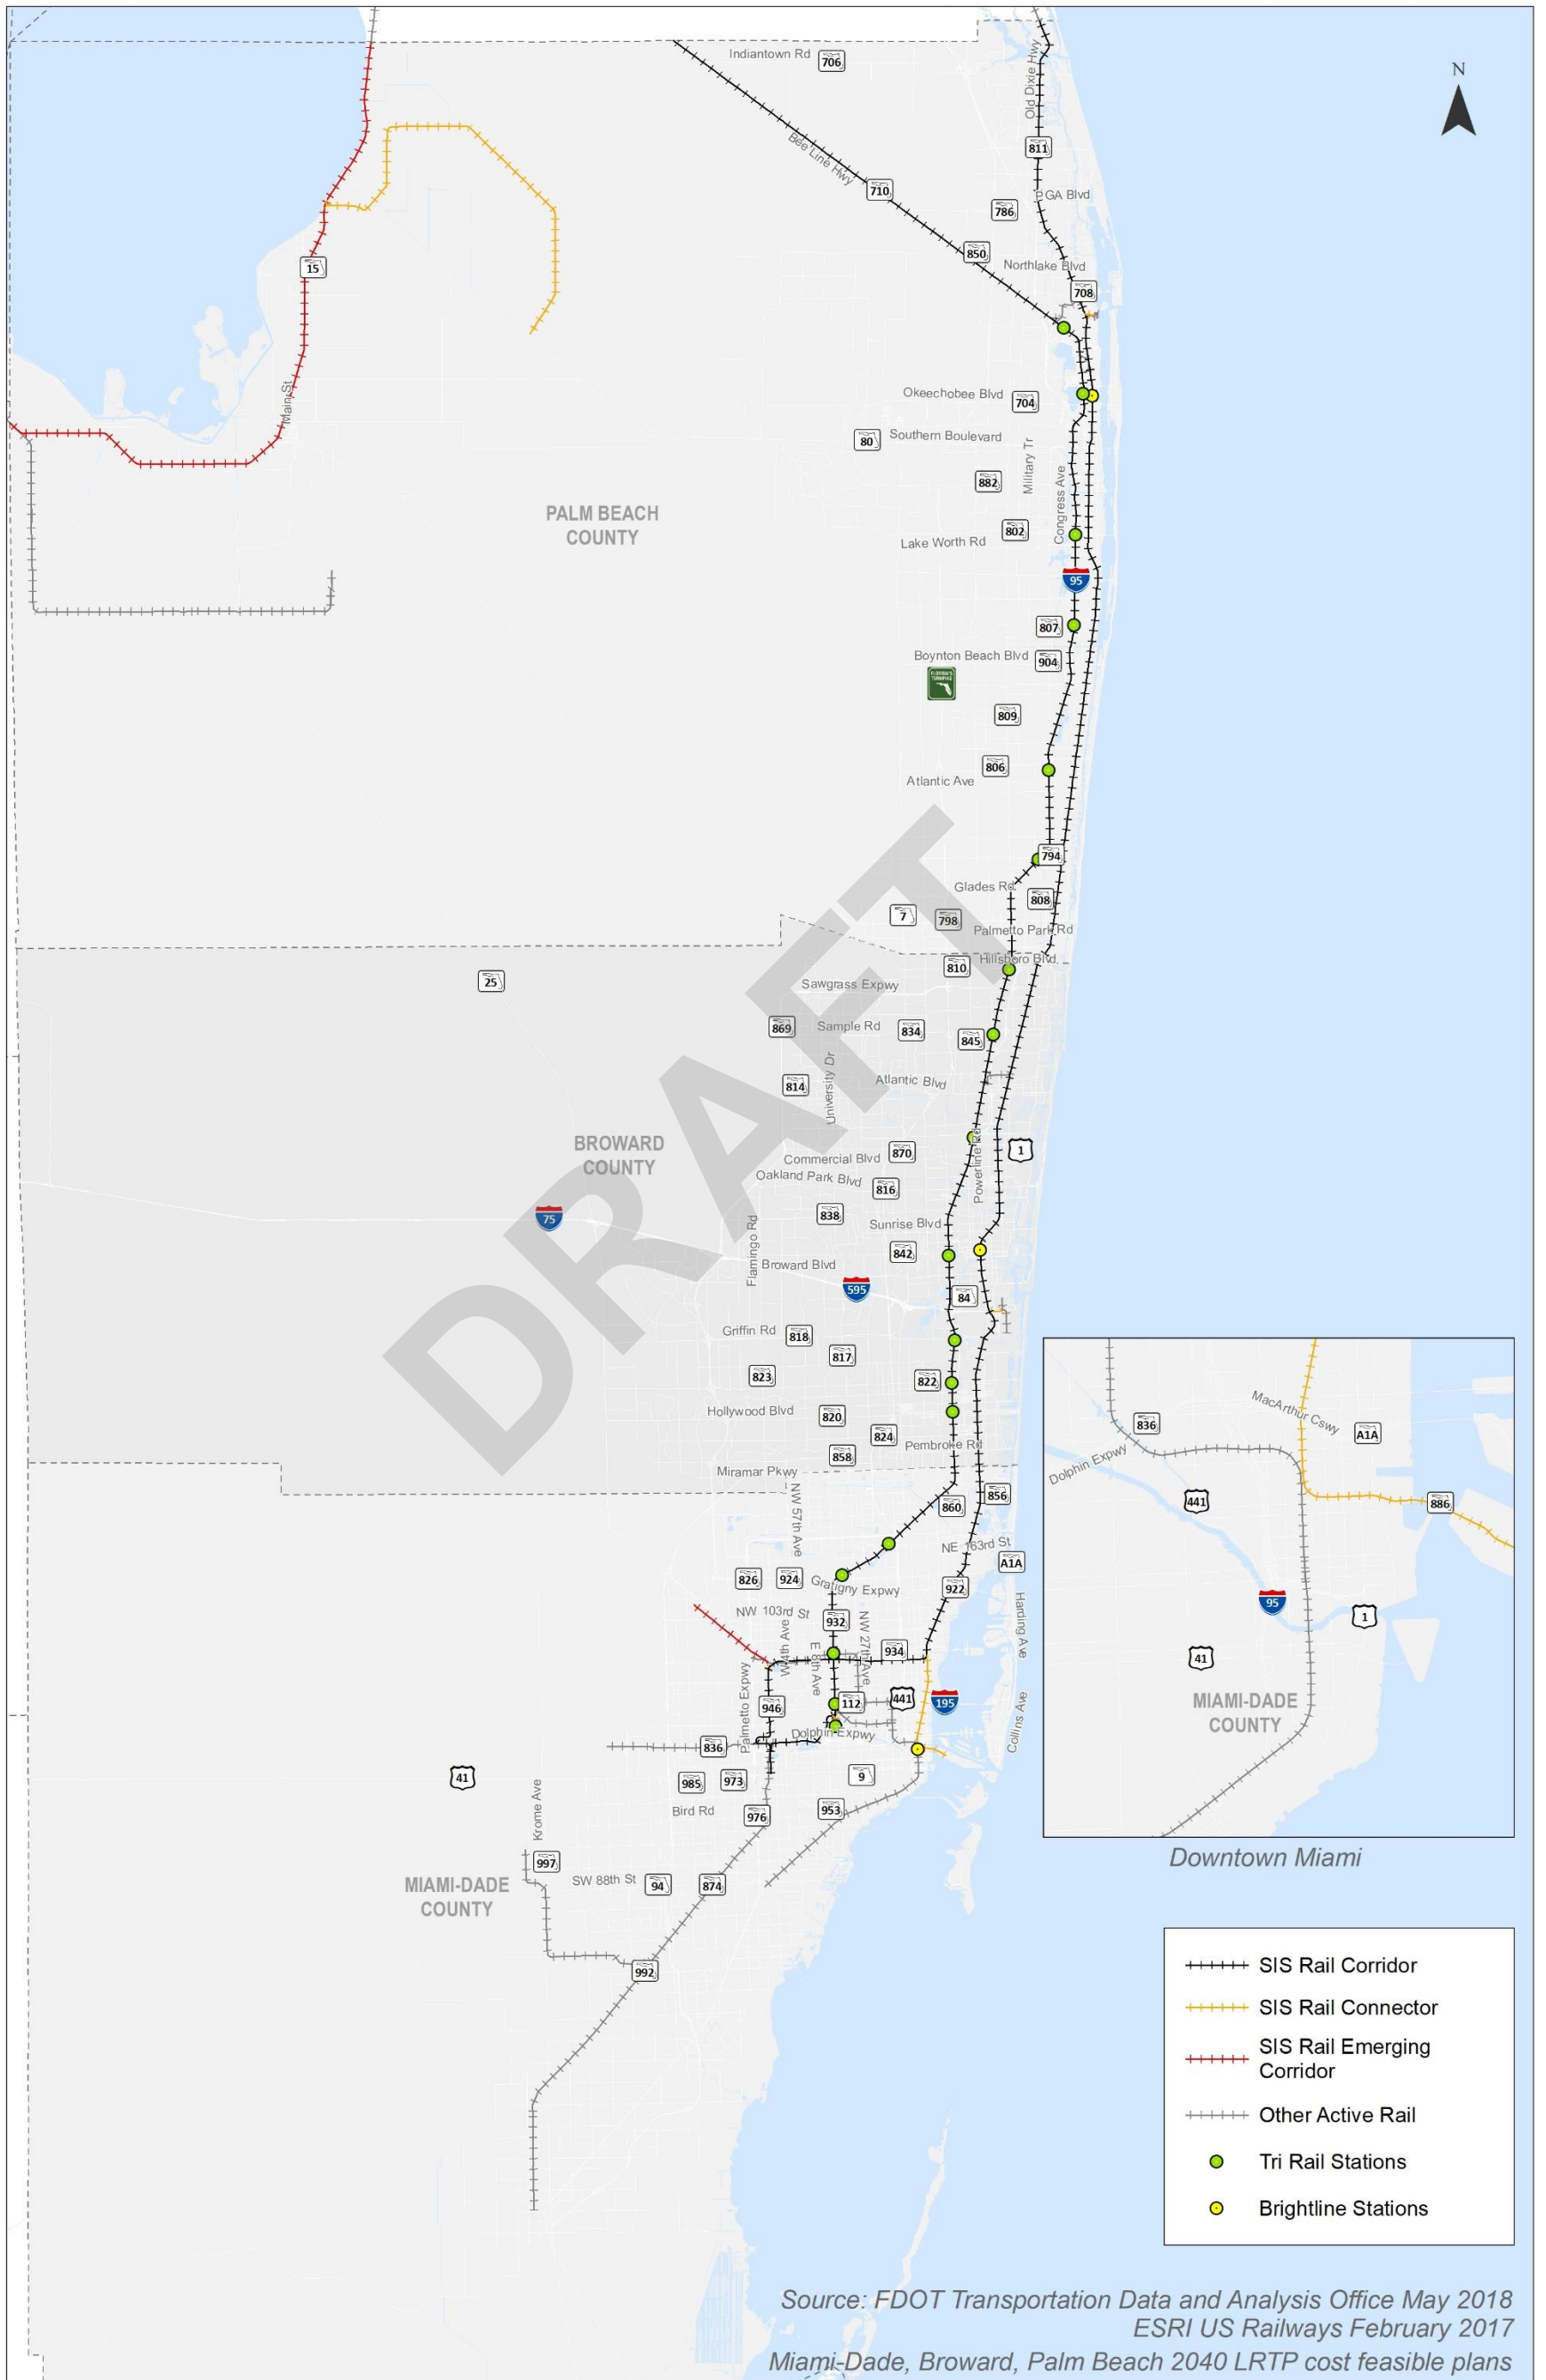 Indiantown Rd
706
Old Dixie Hwy
N
811
Bee Line Hwy
710
PGA Blvd
786
850
Northlake Blvd
15
708
Main St
Okeechobee Blvd
704
80
Southern Boulevard
Military Tr
882
Congress Ave
PALM BEACH
COUNTY
802
Lake Worth Rd
95
807
Boynton Beach Blvd
904
FLORIDA'S
TURNPIKE
809
806
Atlantic Ave
794
Glades Rd
808
7
798
Palmetto Park Rd
Hillsboro Blvd
810
25
Sawgrass Expwy
869
Sample Rd
834
845
University Dr
814
Atlantic Blvd
DRAFT
BROWARD
COUNTY
Commercial Blvd
870
Powerline Rd
1
Oakland Park Blvd
816
75
838
Sunrise Blvd
Flamingo Rd
842
Broward Blvd
595
84
Griffin Rd
818
817
823
822
Hollywood Blvd
820
824
Pembroke Rd
858
Miramar Pkwy
NW 57th Ave
860
856
NE 163rd St
A1A
826
924
Gratigny Expwy
922
NW 103rd St
932
NW 27th Ave
Harding Ave
W 4th Ave
E 8th Ave
934
Palmetto Expwy
946
112
441
195
Collins Ave
836
Dolphin Expwy
41
985
973
9
Krome Ave
Bird Rd
976
953
997
MIAMI-DADE
COUNTY
SW 88th St
94
874
992
MacArthur Cswy
836
A1A
Dolphin Expwy
441
886
95
1
41
MIAMI-DADE
COUNTY
Downtown Miami
SIS Rail Corridor
SIS Rail Connector
SIS Rail Emerging
Corridor
Other Active Rail
Tri Rail Stations
Brightline Stations
Source: FDOT Transportation Data and Analysis Office May 2018
ESRI US Railways February 2017
Miami-Dade, Broward, Palm Beach 2040 LRTP cost feasible plans